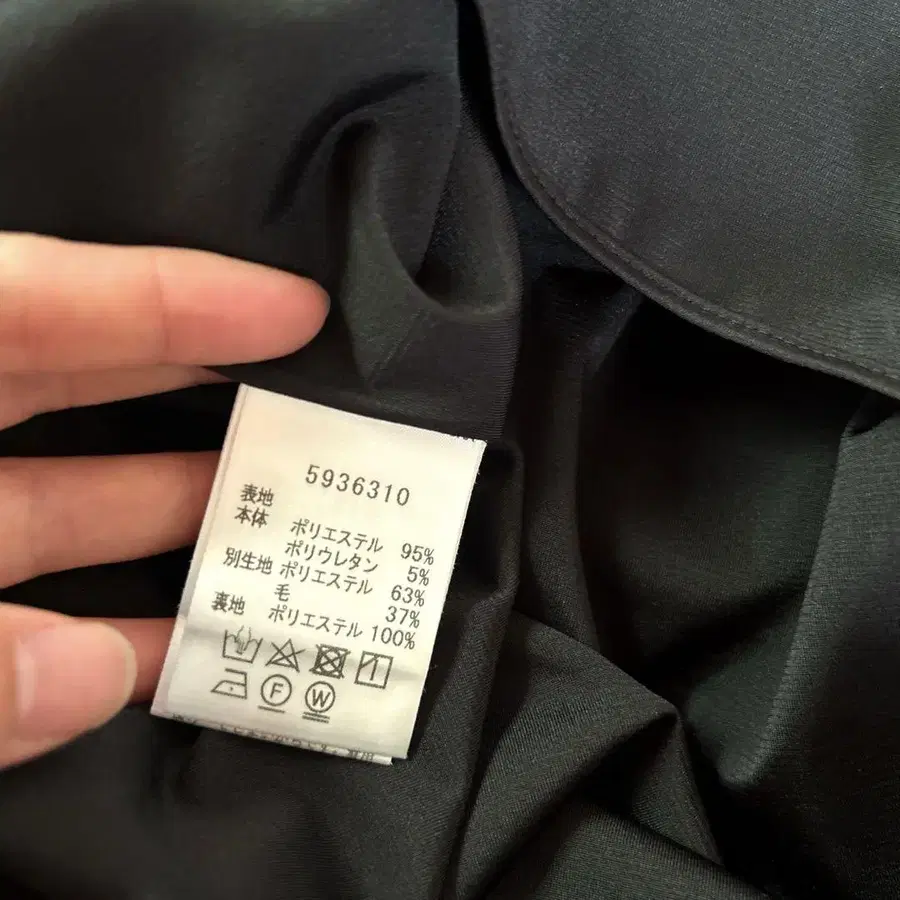 5936310
表地
本体 ポリエステル 95%
ポリウレタン 5%
別生地 ポリエステル 63%
毛 37%
裏地 ポリエステル 100%
F W